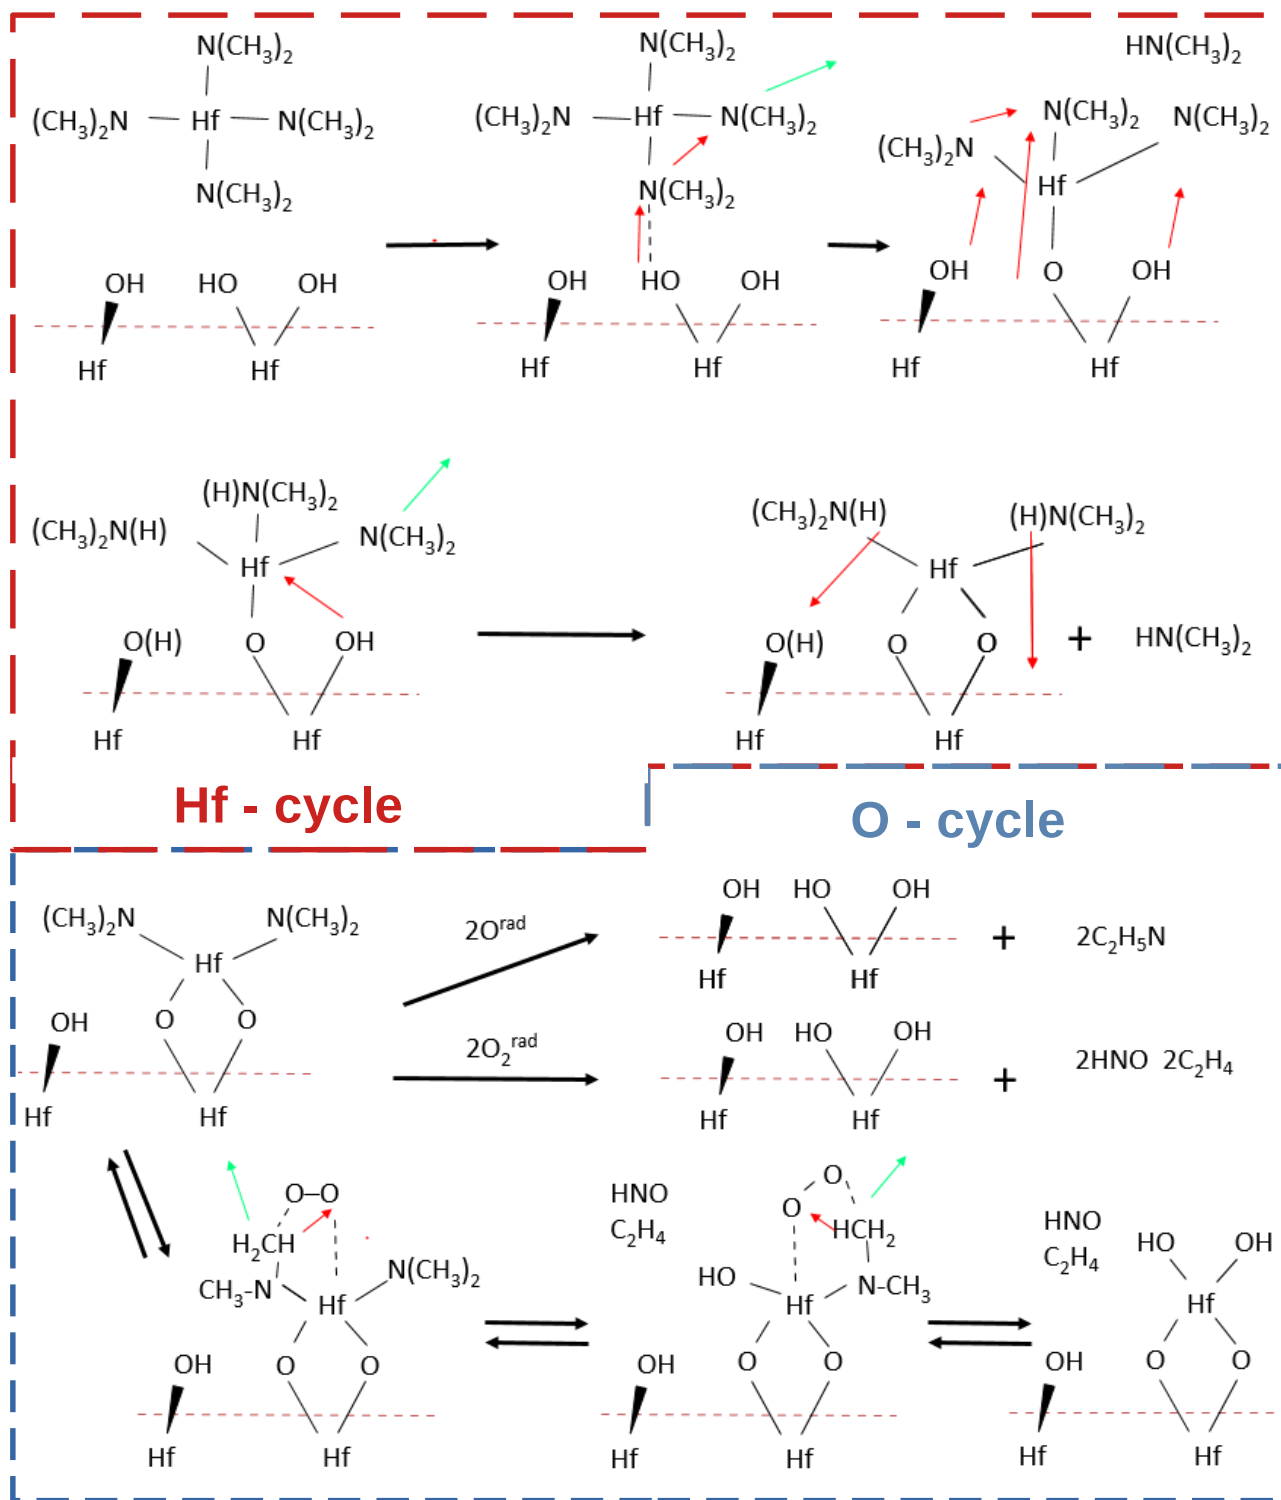 N(CH₃)₂
(CH₃)₂N Hf N(CH₃)₂
N(CH₃)₂
OH HO OH
Hf Hf
N(CH₃)₂
(CH₃)₂N Hf N(CH₃)₂
N(CH₃)₂
OH HO OH
Hf Hf
HN(CH₃)₂
N(CH₃)₂ N(CH₃)₂
(CH₃)₂N
Hf
OH O OH
Hf Hf
(H)N(CH₃)₂
(CH₃)₂N(H) N(CH₃)₂
Hf
O(H) O OH
Hf Hf
(CH₃)₂N(H) (H)N(CH₃)₂
Hf
O(H) O O + HN(CH₃)₂
Hf Hf
Hf - cycle
O - cycle
(CH₃)₂N N(CH₃)₂
Hf
OH O O
Hf Hf
2Oʳᵃᵈ
OH HO OH
+ 2C₂H₅N
Hf Hf
2O₂ʳᵃᵈ
OH HO OH
+ 2HNO 2C₂H₄
Hf Hf
O–O
H₂CH
CH₃-N N(CH₃)₂
Hf
OH O O
Hf Hf
HNO
C₂H₄
O
O
HCH₂
HO Hf N-CH₃
OH O O
Hf Hf
HNO
C₂H₄
HO OH
Hf
OH O O
Hf Hf